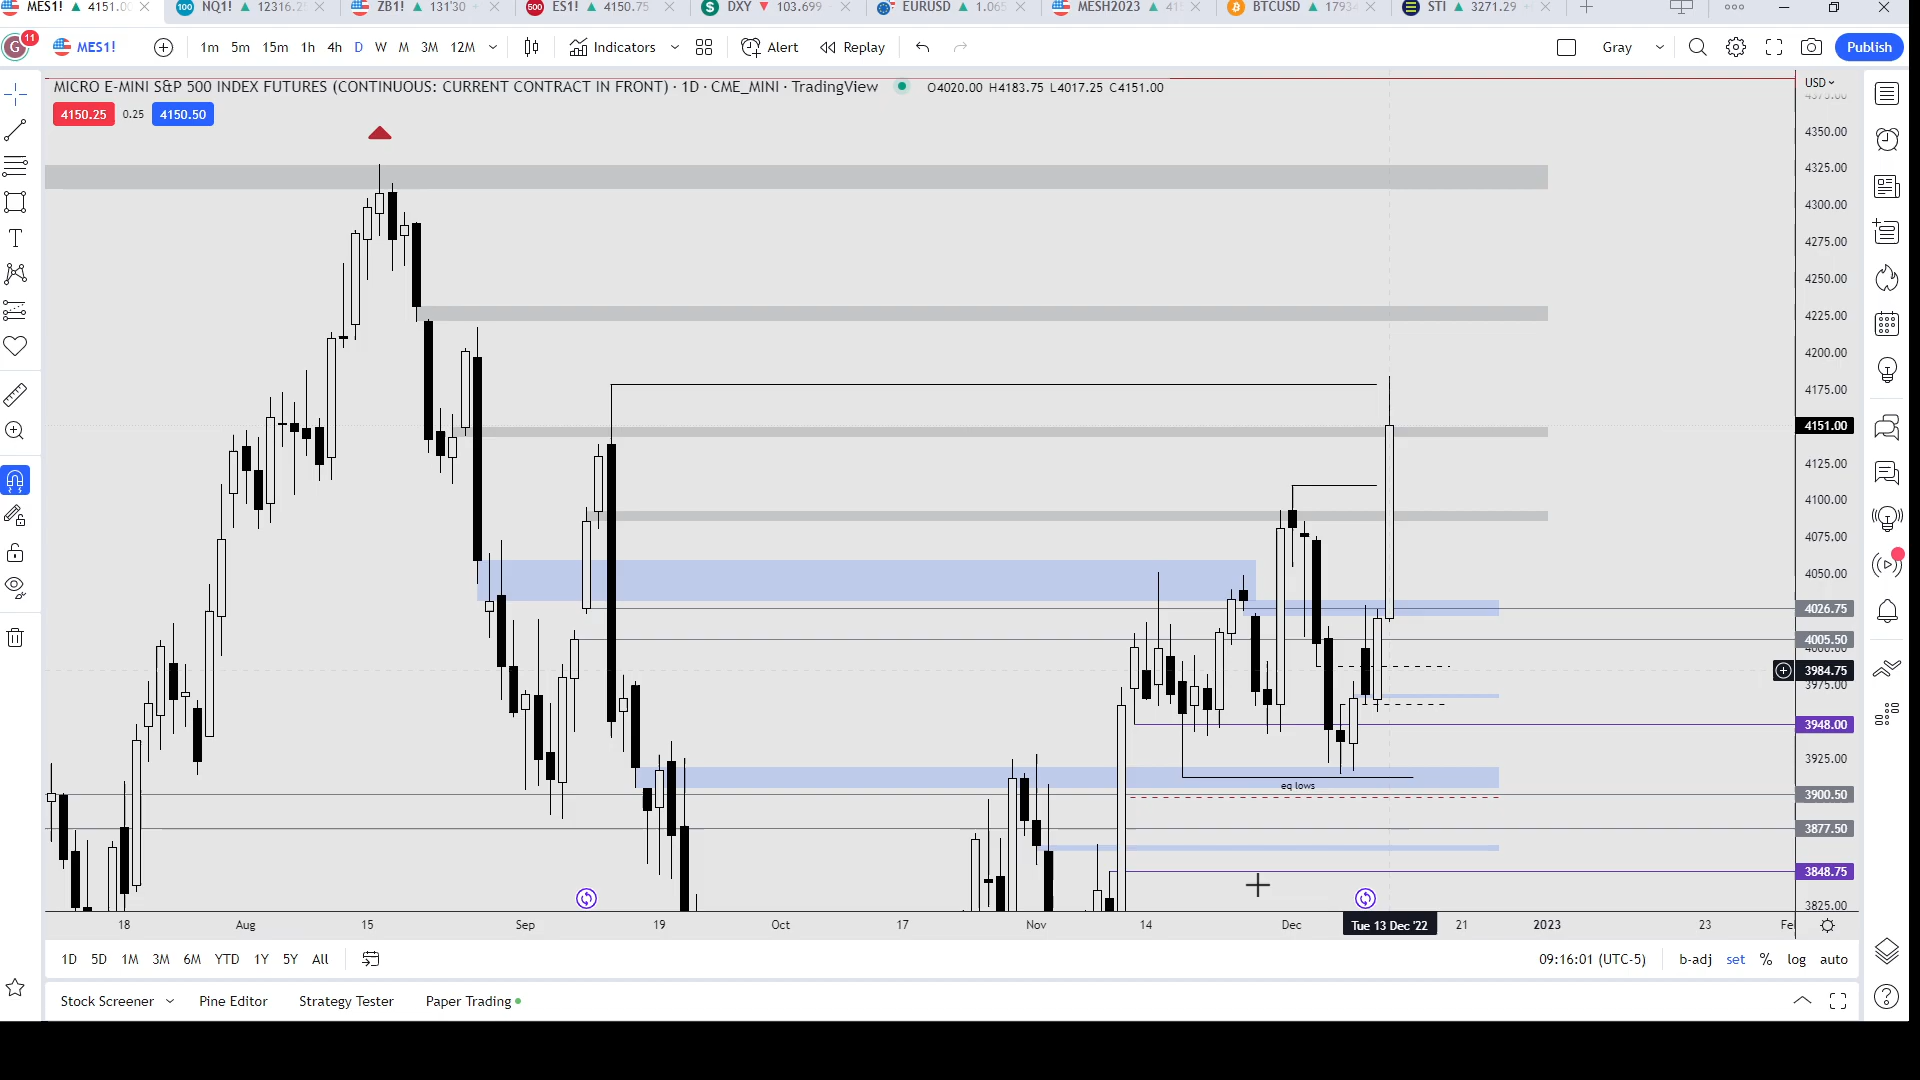 MES1! 4151.00 NQ1! 12316.2 ZB1! 131'30 ES1! 4150.75 DXY 103.699 EURUSD 1.065 MESH2023 BTCUSD 1793 STI 3271.29
G 11 MES1! 1m 5m 15m 1h 4h D W M 3M 12M Indicators Alert Replay Gray Publish
MICRO E-MINI S&P 500 INDEX FUTURES (CONTINUOUS: CURRENT CONTRACT IN FRONT) · 1D · CME_MINI · TradingView O4020.00 H4183.75 L4017.25 C4151.00
USD
4375.00
4150.25 0.25 4150.50
4350.00
4325.00
4300.00
4275.00
4250.00
4225.00
4200.00
4175.00
4151.00
4125.00
4100.00
4075.00
4050.00
4026.75
4005.50
4000.00
3984.75
3975.00
3948.00
3925.00
eq lows
3900.50
3877.50
3848.75
3825.00
18 Aug 15 Sep 19 Oct 17 Nov 14 Dec Tue 13 Dec '22 21 2023 23 Fe
1D 5D 1M 3M 6M YTD 1Y 5Y All 09:16:01 (UTC-5) b-adj set % log auto
Stock Screener Pine Editor Strategy Tester Paper Trading